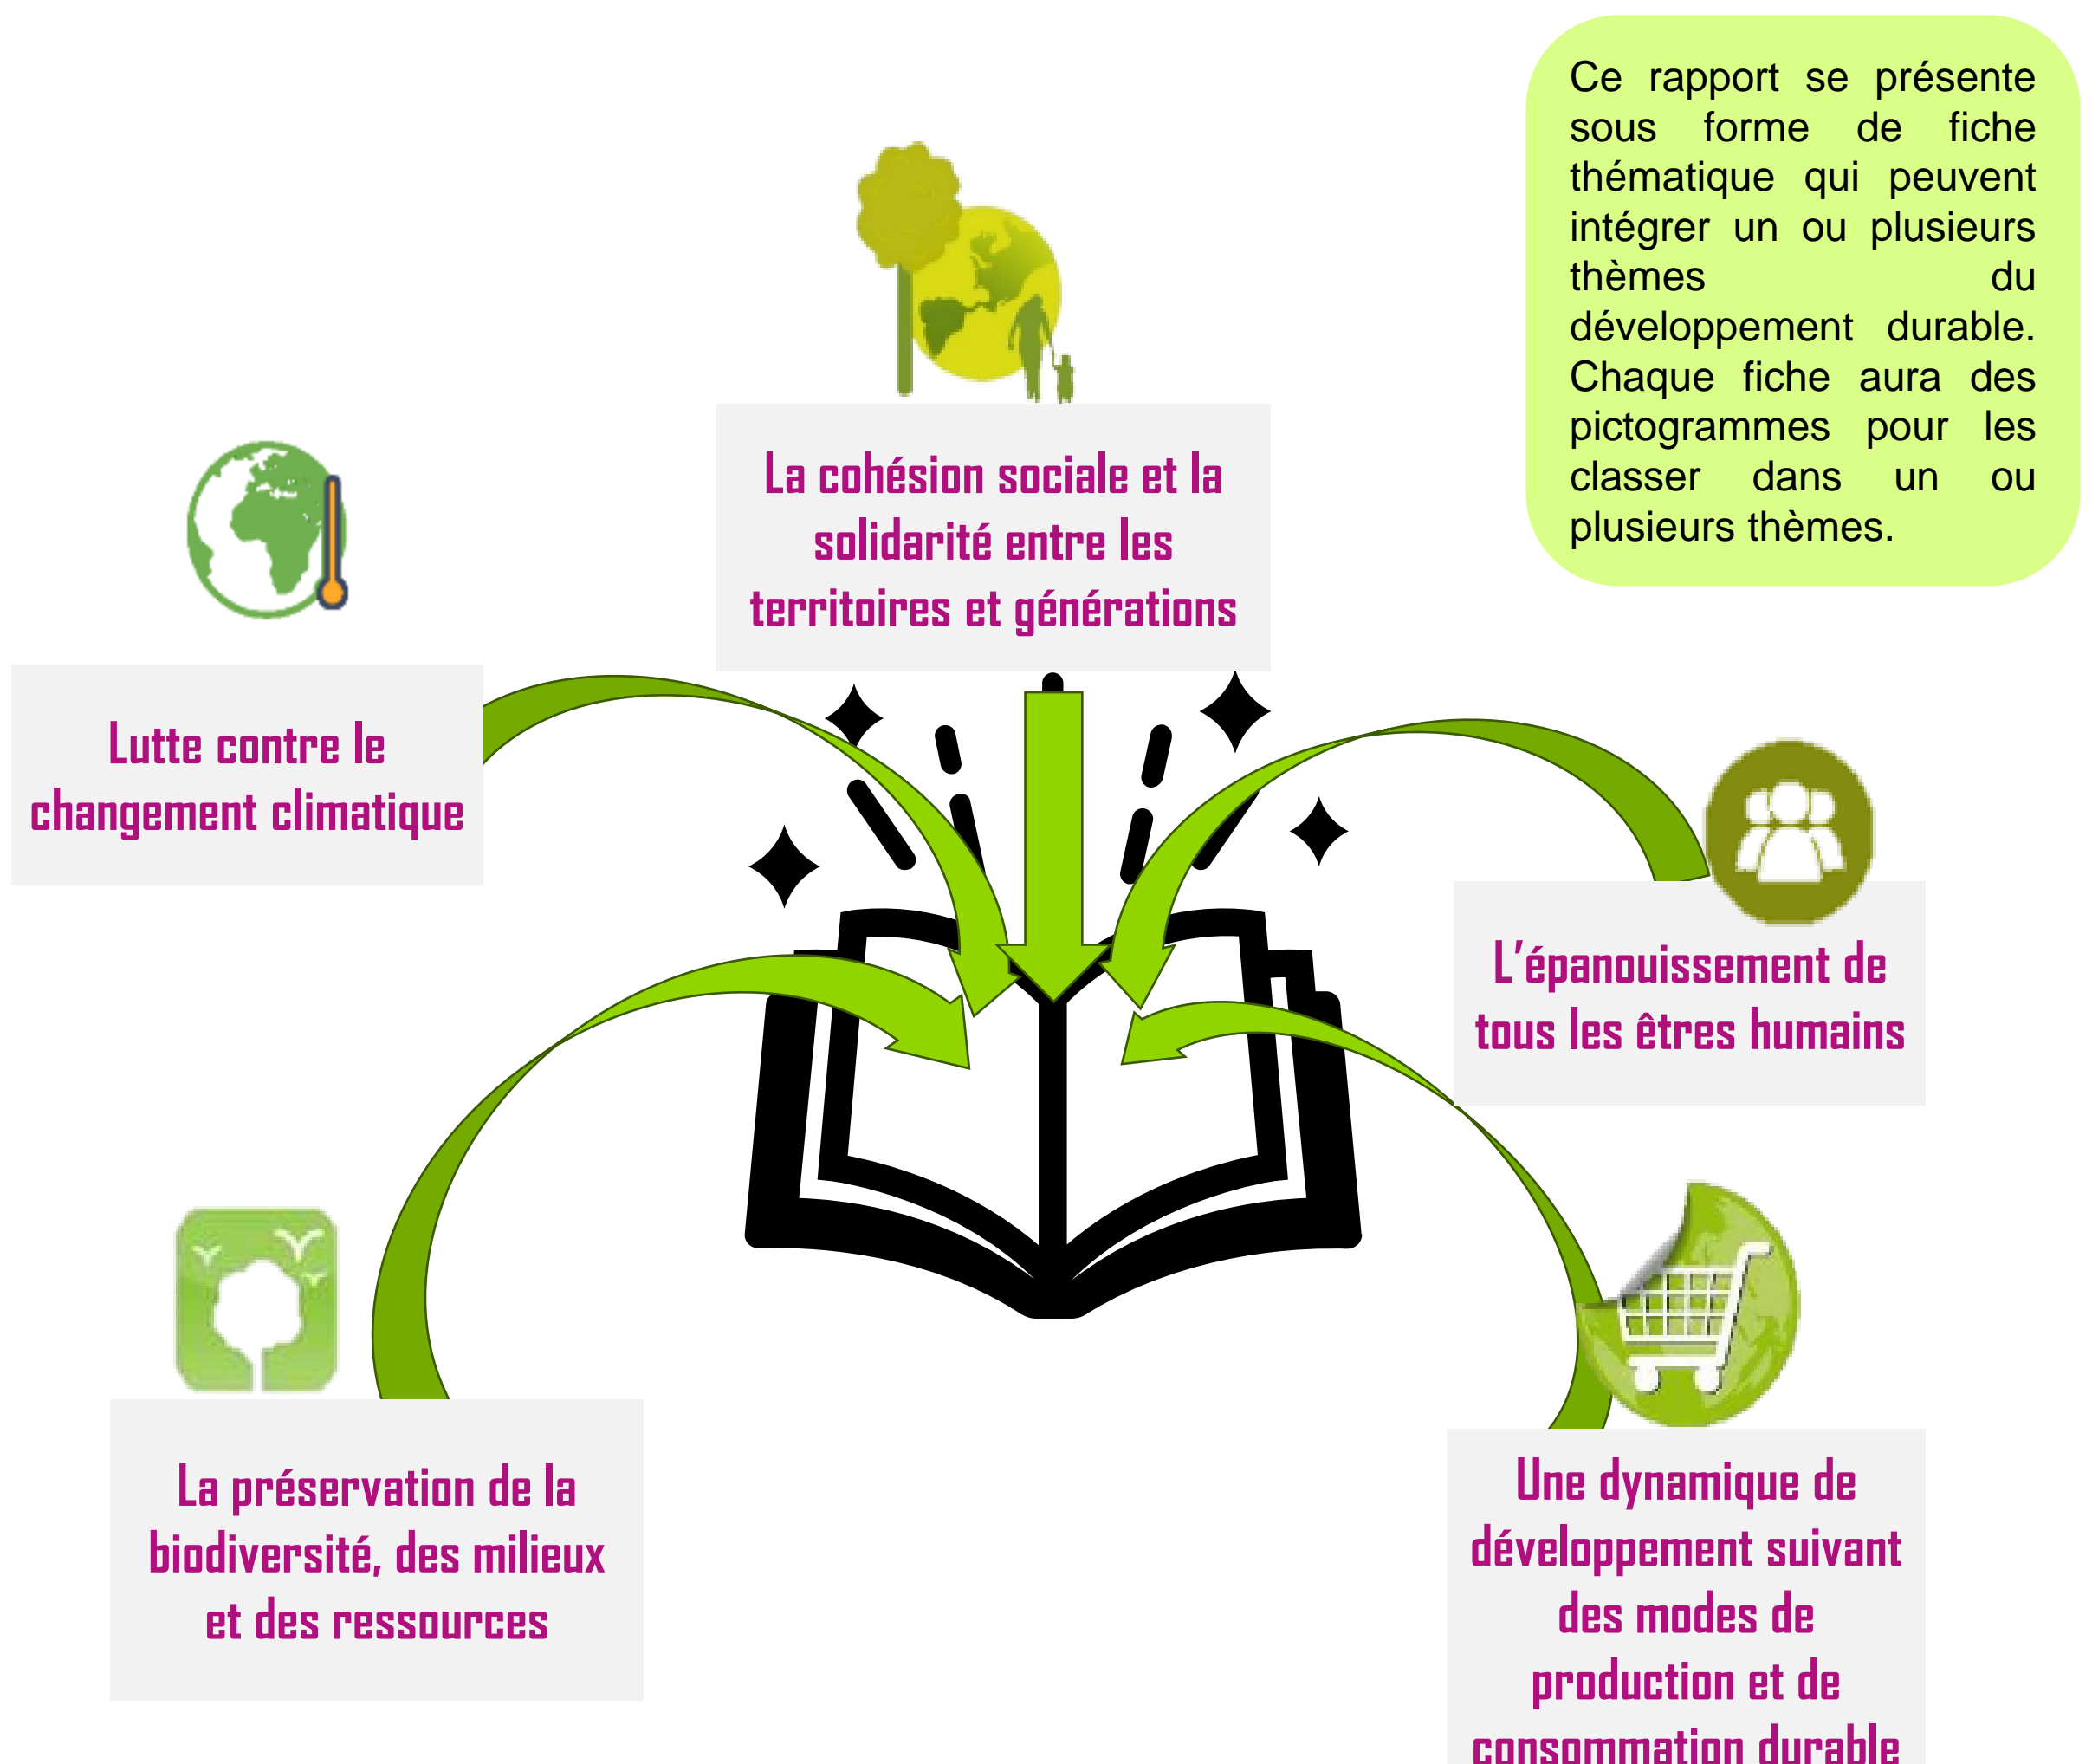 Ce rapport se présente
sous forme de fiche
thématique qui peuvent
intégrer un ou plusieurs
thèmes du
développement durable.
Chaque fiche aura des
pictogrammes pour les
classer dans un ou
plusieurs thèmes.
La cohésion sociale et la
solidarité entre les
territoires et générations
Lutte contre le
changement climatique
L'épanouissement de
tous les êtres humains
La préservation de la
biodiversité, des milieux
et des ressources
Une dynamique de
développement suivant
des modes de
production et de
consommation durable